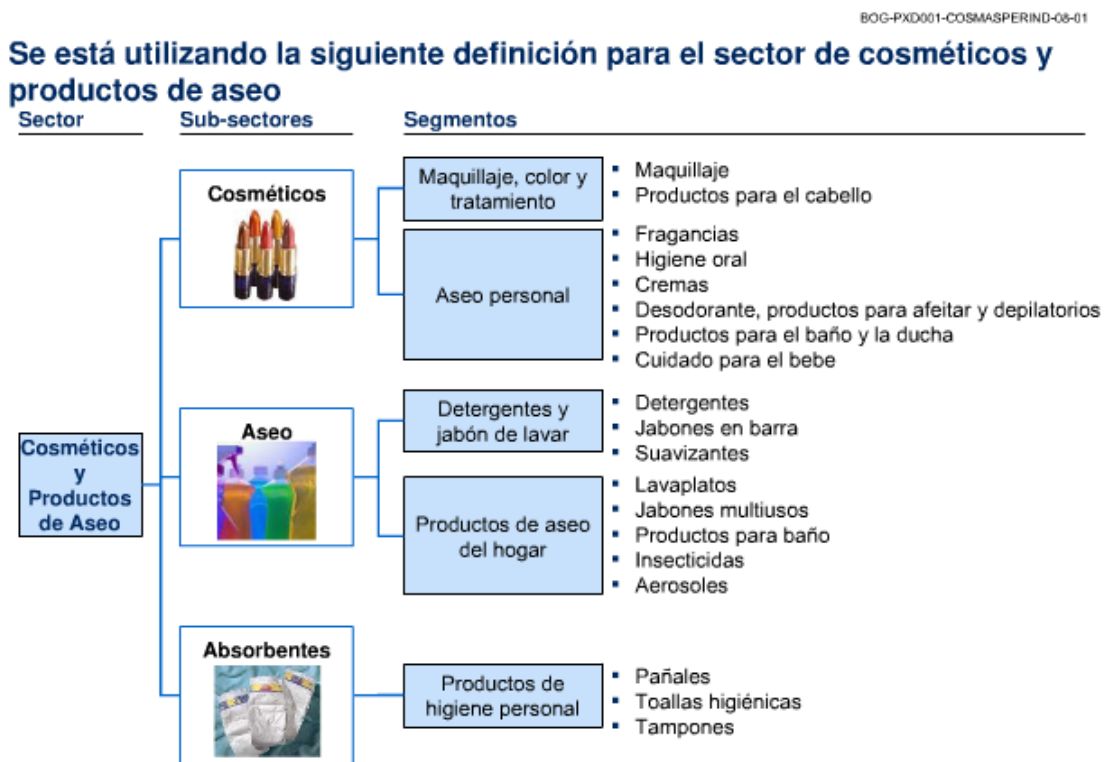 BOG-PXD001-COSMASPERIND-08-01
Se está utilizando la siguiente definición para el sector de cosméticos y
productos de aseo
Sector
Sub-sectores
Segmentos
Cosméticos
y
Productos
de Aseo
Cosméticos
Maquillaje, color y
tratamiento
▪ Maquillaje
▪ Productos para el cabello
Aseo personal
▪ Fragancias
▪ Higiene oral
▪ Cremas
▪ Desodorante, productos para afeitar y depilatorios
▪ Productos para el baño y la ducha
▪ Cuidado para el bebe
Aseo
Detergentes y
jabón de lavar
▪ Detergentes
▪ Jabones en barra
▪ Suavizantes
Productos de aseo
del hogar
▪ Lavaplatos
▪ Jabones multiusos
▪ Productos para baño
▪ Insecticidas
▪ Aerosoles
Absorbentes
Productos de
higiene personal
▪ Pañales
▪ Toallas higiénicas
▪ Tampones